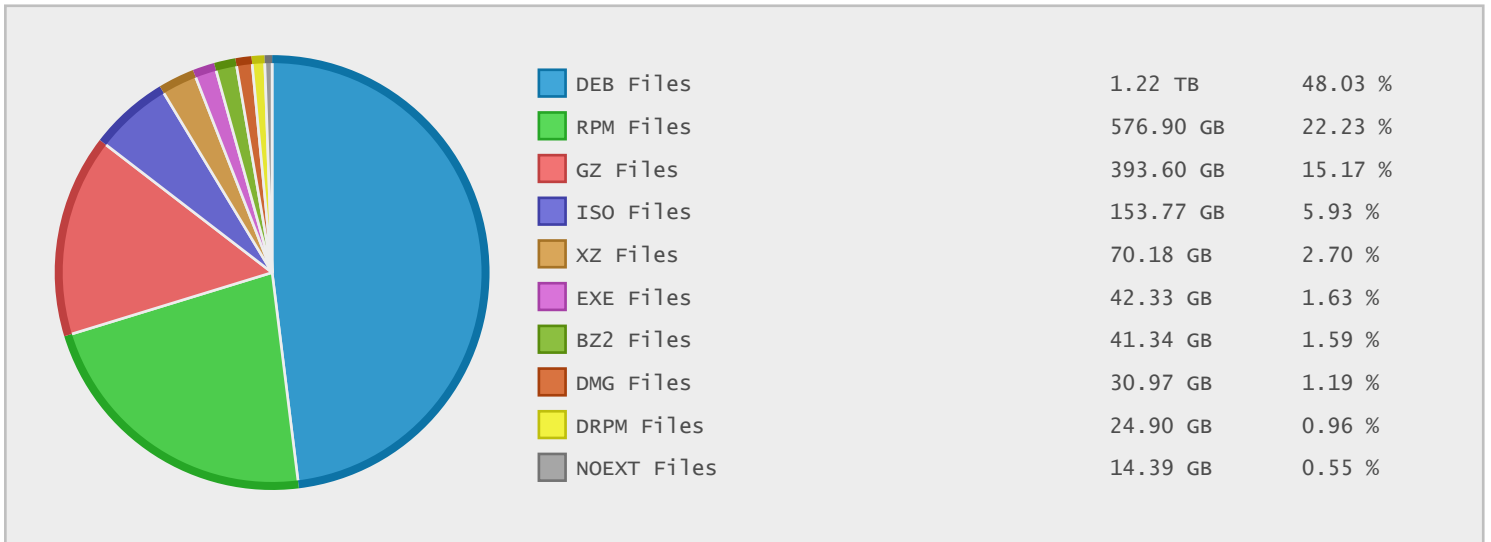 DEB Files 1.22 TB 48.03 %
RPM Files 576.90 GB 22.23 %
GZ Files 393.60 GB 15.17 %
ISO Files 153.77 GB 5.93 %
XZ Files 70.18 GB 2.70 %
EXE Files 42.33 GB 1.63 %
BZ2 Files 41.34 GB 1.59 %
DMG Files 30.97 GB 1.19 %
DRPM Files 24.90 GB 0.96 %
NOEXT Files 14.39 GB 0.55 %